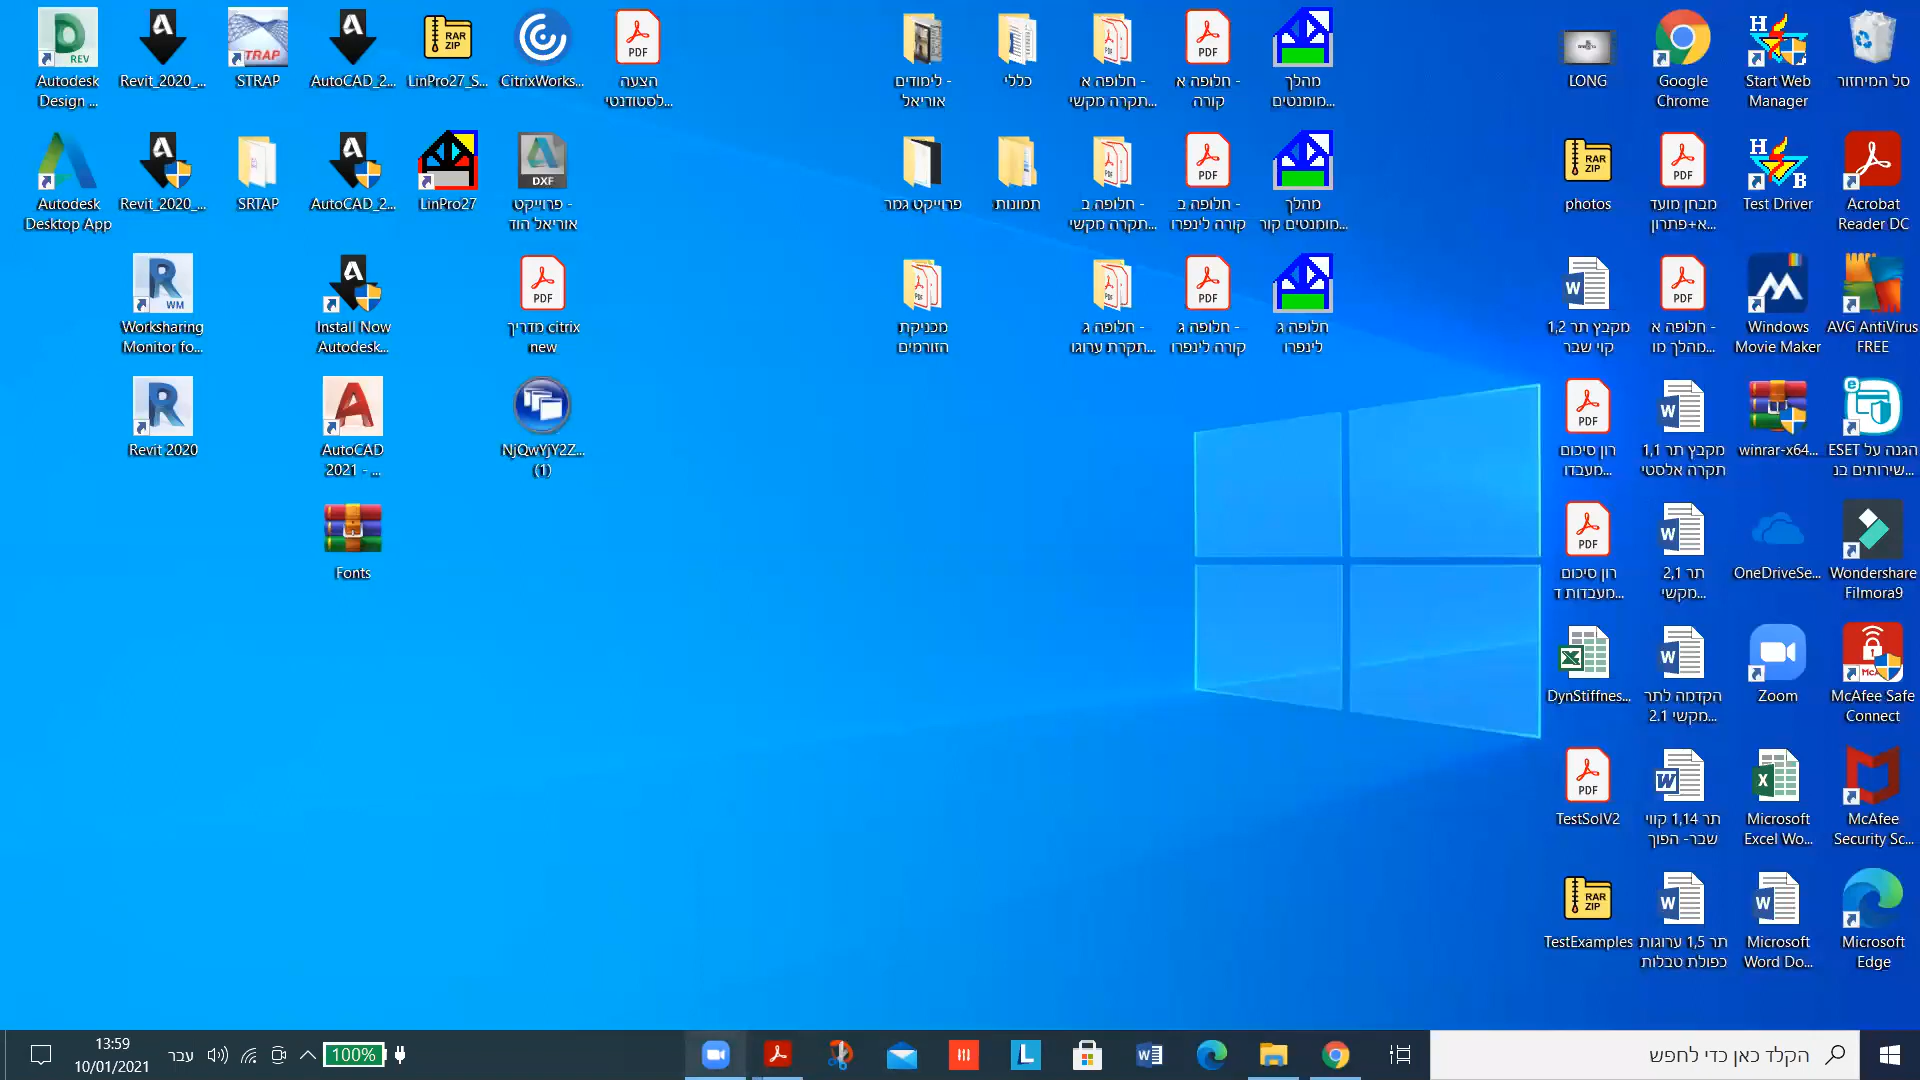 Autodesk
Design ...
Revit_2020_...
STRAP
AutoCAD_2...
LinPro27_S...
CitrixWorks...
הצעה
לסטודנטי...
לימודים -
אוריאל
כללי
חלופה א -
תקרה מקשי...
חלופה א -
קורה
מהלך
מומנטים...
LONG
Google
Chrome
Start Web
Manager
סל המיחזור
Autodesk
Desktop App
Revit_2020_...
SRTAP
AutoCAD_2...
LinPro27
פרוייקט -
אוריאל הוד
פרוייקט גמר
תמונות
חלופה ב -
תקרה מקשי...
חלופה ב -
קורה לינפרו
מהלך
מומנטים קור...
photos
מבחן מועד
א+פתרון...
Test Driver
Acrobat
Reader DC
Worksharing
Monitor fo...
Install Now
Autodesk...
מדריך citrix
new
מכניקת
הזורמים
חלופה ג -
תקרת ערוגו...
חלופה ג -
קורה לינפרו
חלופה ג
לינפרו
מקבץ תר 1,2
קוי שבר
חלופה א -
מהלך מו...
Windows
Movie Maker
AVG AntiVirus
FREE
Revit 2020
AutoCAD
2021 - ...
NjQwYjY2Z...
(1)
רון סיכום
מעבדו...
מקבץ תר 1,1
תקרה אלסטי
winrar-x64...
הגנה על ESET
שירותים בנ...
Fonts
רון סיכום
מעבדות ד...
תר 2,1
מקשי...
OneDriveSe...
Wondershare
Filmora9
DynStiffnes...
הקדמה לתר
2.1 מקשי...
Zoom
McAfee Safe
Connect
TestSolV2
תר 1,14 קווי
שבר- הפוך
Microsoft
Excel Wo...
McAfee
Security Sc...
TestExamples
תר 1,5 ערוגות
כפולת טבלות
Microsoft
Word Do...
Microsoft
Edge
13:59
10/01/2021
עבר
100%
הקלד כאן כדי לחפש